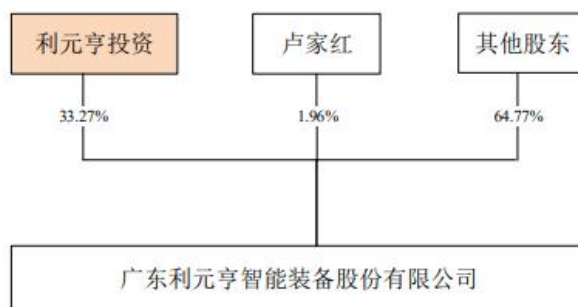 利元亨投资
卢家红
其他股东
33.27%
1.96%
64.77%
广东利元亨智能装备股份有限公司